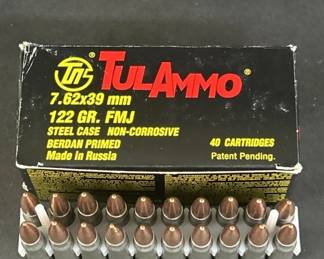 TUS TULAMMO
7.62x39 mm
122 GR. FMJ
STEEL CASE NON-CORROSIVE
BERDAN PRIMED 40 CARTRIDGES
Made in Russia Patent Pending.